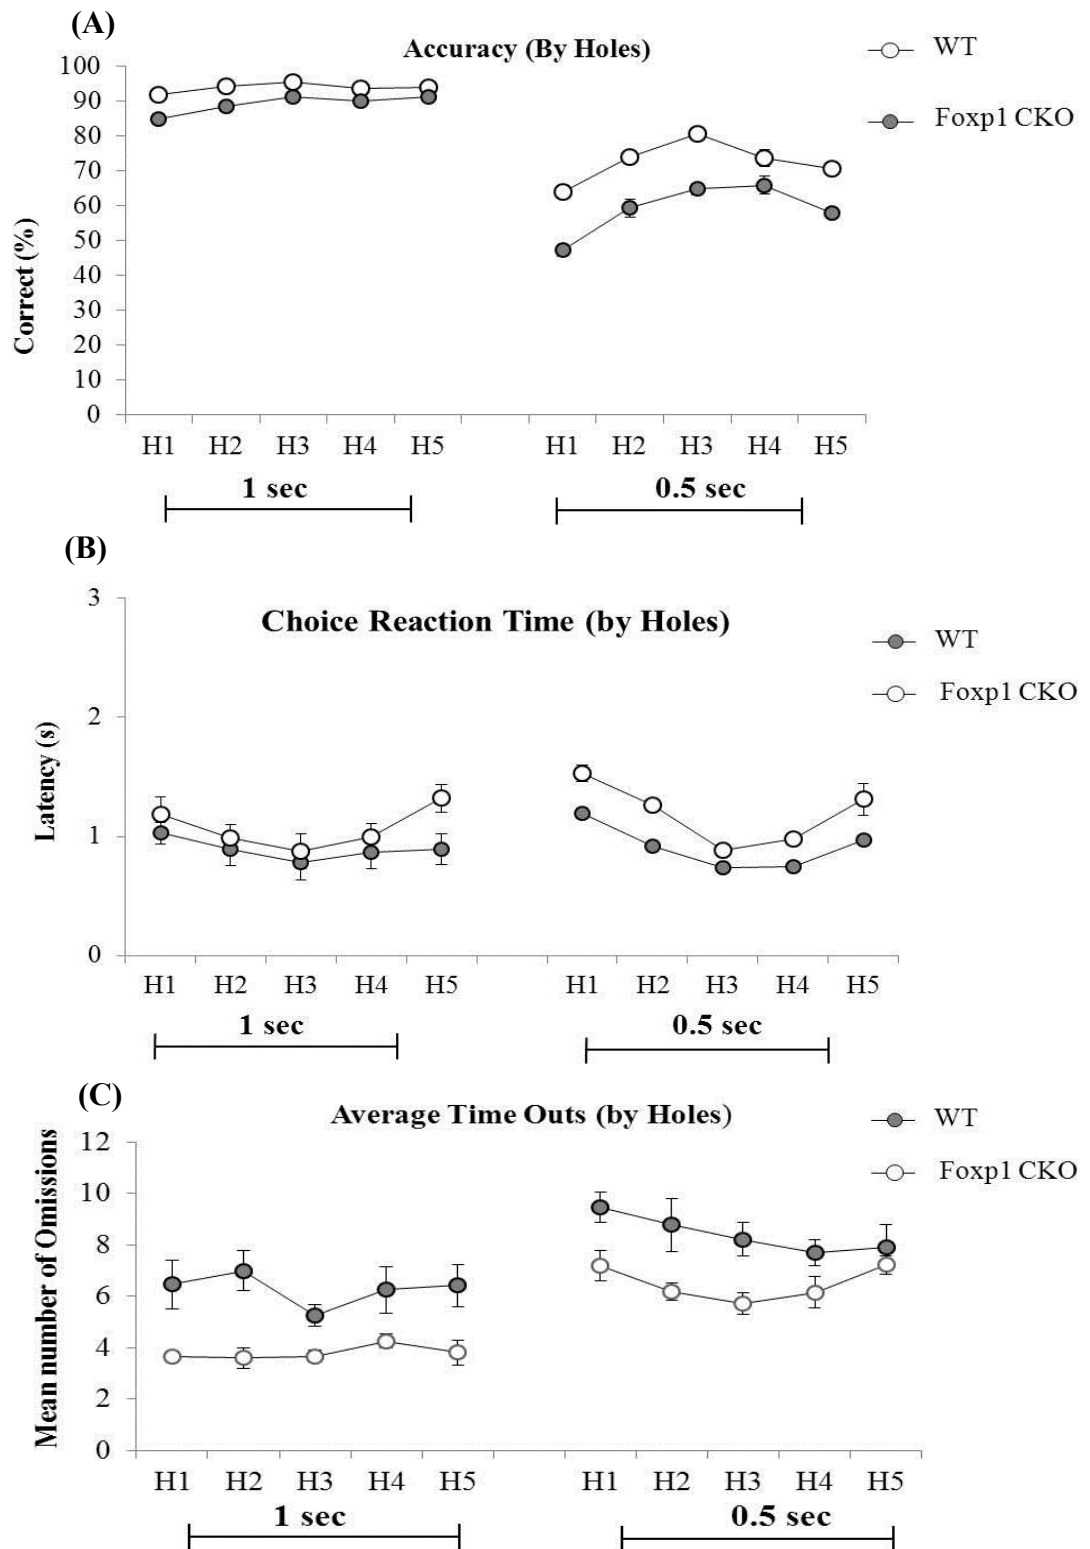 (A)
Accuracy (By Holes)
WT
Foxp1 CKO
Correct (%)
100
90
80
70
60
50
40
30
20
10
0
H1 H2 H3 H4 H5 H1 H2 H3 H4 H5
1 sec 0.5 sec
(B)
Choice Reaction Time (by Holes)
WT
Foxp1 CKO
Latency (s)
3
2
1
0
H1 H2 H3 H4 H5 H1 H2 H3 H4 H5
1 sec 0.5 sec
(C)
Average Time Outs (by Holes)
WT
Foxp1 CKO
Mean number of Omissions
12
10
8
6
4
2
0
H1 H2 H3 H4 H5 H1 H2 H3 H4 H5
1 sec 0.5 sec